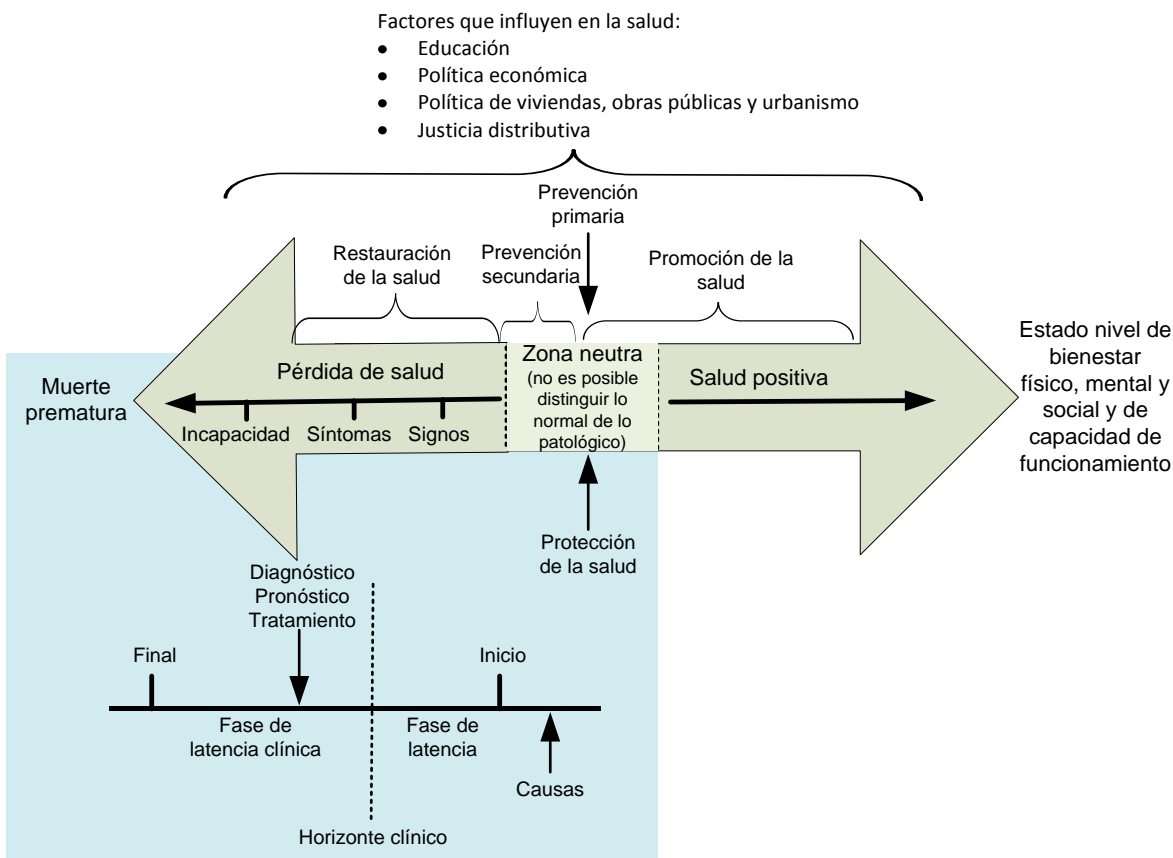 Factores que influyen en la salud:
• Educación
• Política económica
• Política de viviendas, obras públicas y urbanismo
• Justicia distributiva
Prevención
primaria
Restauración
de la salud
Prevención
secundaria
Promoción de la
salud
Muerte
prematura
Pérdida de salud
Incapacidad
Síntomas
Signos
Zona neutra
(no es posible
distinguir lo
normal de lo
patológico)
Salud positiva
Estado nivel de
bienestar
físico, mental y
social y de
capacidad de
funcionamiento
Protección
de la salud
Diagnóstico
Pronóstico
Tratamiento
Final
Inicio
Fase de
latencia clínica
Fase de
latencia
Causas
Horizonte clínico